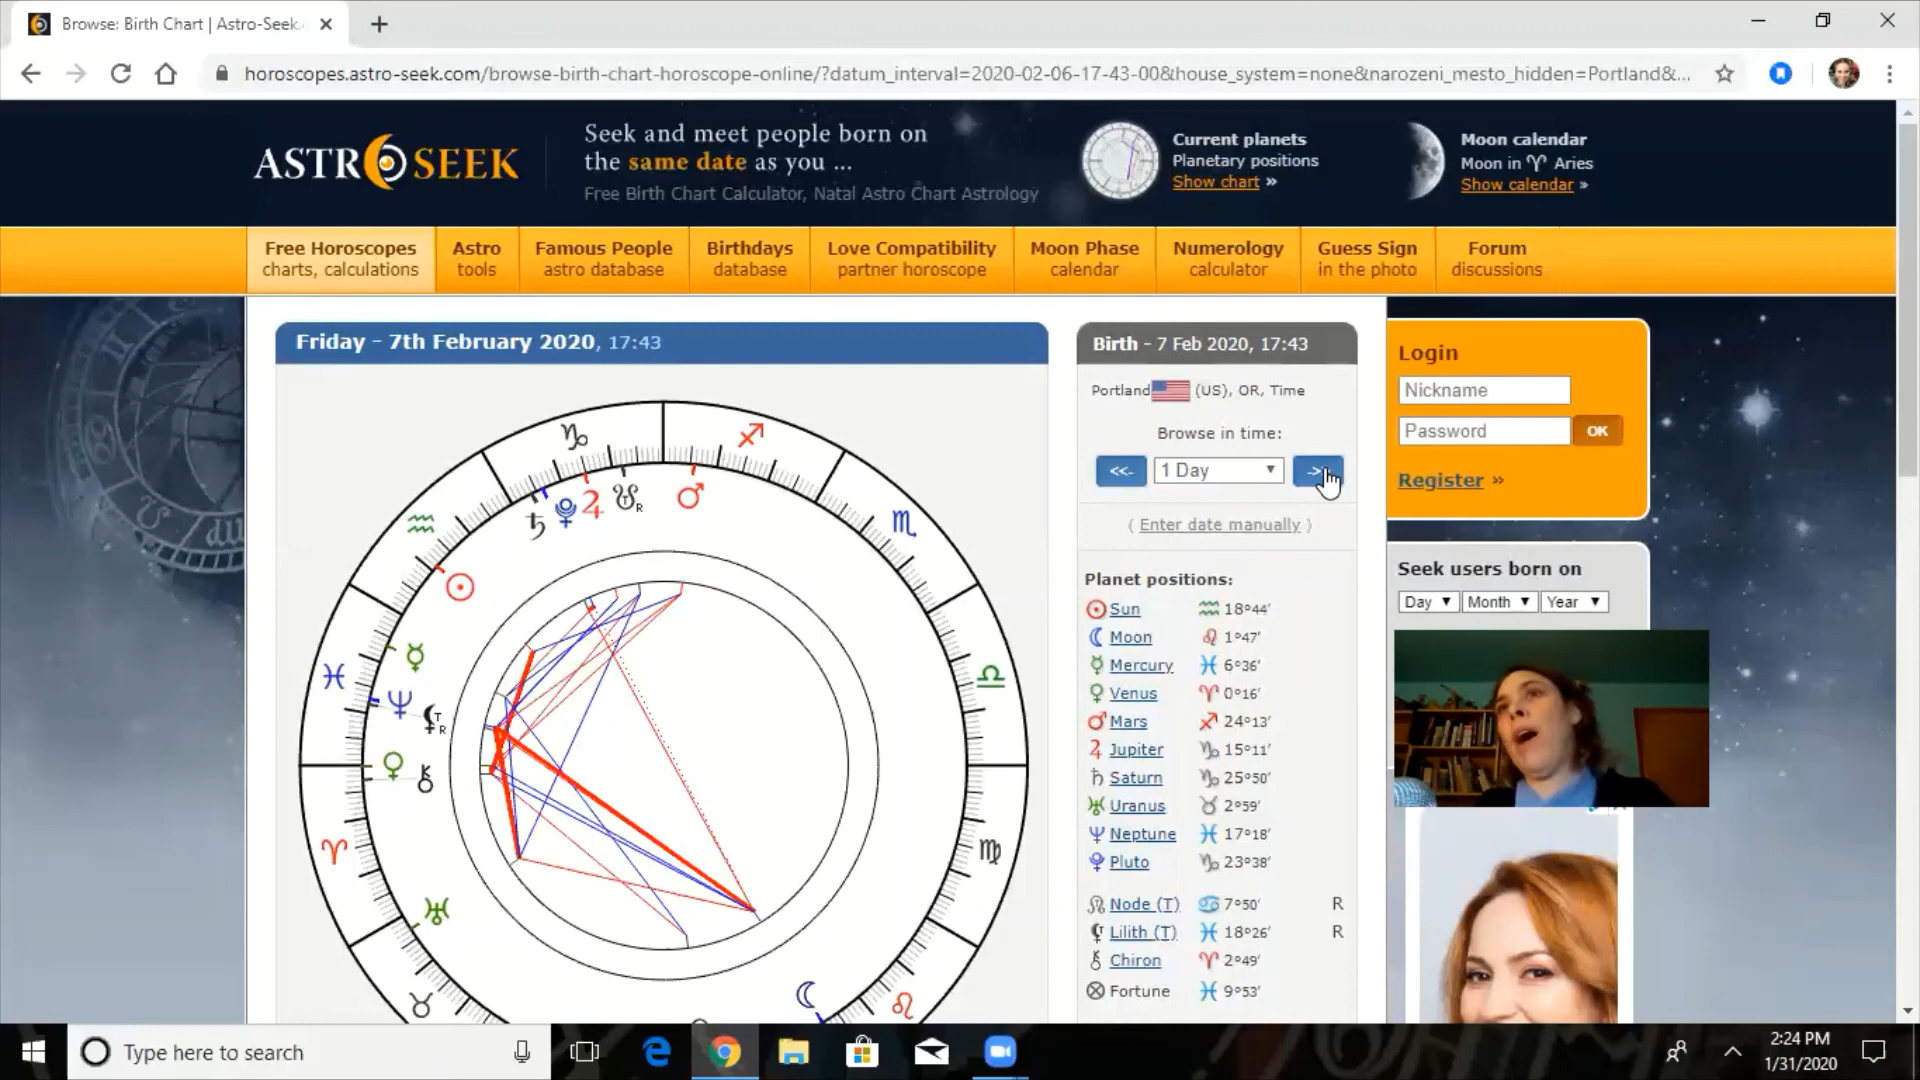 Browse: Birth Chart | Astro-Seek.
horoscopes.astro-seek.com/browse-birth-chart-horoscope-online/?datum_interval=2020-02-06-17-43-00&house_system=none&narozeni_mesto_hidden=Portland&...
ASTROSEEK
Seek and meet people born on
the same date as you ...
Free Birth Chart Calculator, Natal Astro Chart Astrology
Current planets
Planetary positions
Show chart »
Moon calendar
Moon in ♈ Aries
Show calendar »
Free Horoscopes
charts, calculations
Astro
tools
Famous People
astro database
Birthdays
database
Love Compatibility
partner horoscope
Moon Phase
calendar
Numerology
calculator
Guess Sign
in the photo
Forum
discussions
Friday - 7th February 2020, 17:43
Birth - 7 Feb 2020, 17:43
Portland (US), OR, Time
Browse in time:
<<- 1 Day ->
( Enter date manually )
Planet positions:
☉ Sun ♒ 18°44′
☾ Moon ♌ 1°47′
☿ Mercury ♓ 6°36′
♀ Venus ♈ 0°16′
♂ Mars ♐ 24°13′
♃ Jupiter ♑ 15°11′
♄ Saturn ♑ 25°50′
♅ Uranus ♉ 2°59′
♆ Neptune ♓ 17°18′
Pluto ♑ 23°38′
☊ Node (T) ♋ 7°50′ R
Lilith (T) ♓ 18°26′ R
⚷ Chiron ♈ 2°49′
⊗ Fortune ♓ 9°53′
R
T
R
Login
Nickname
Password OK
Register »
Seek users born on
Day Month Year
Type here to search
2:24 PM
1/31/2020